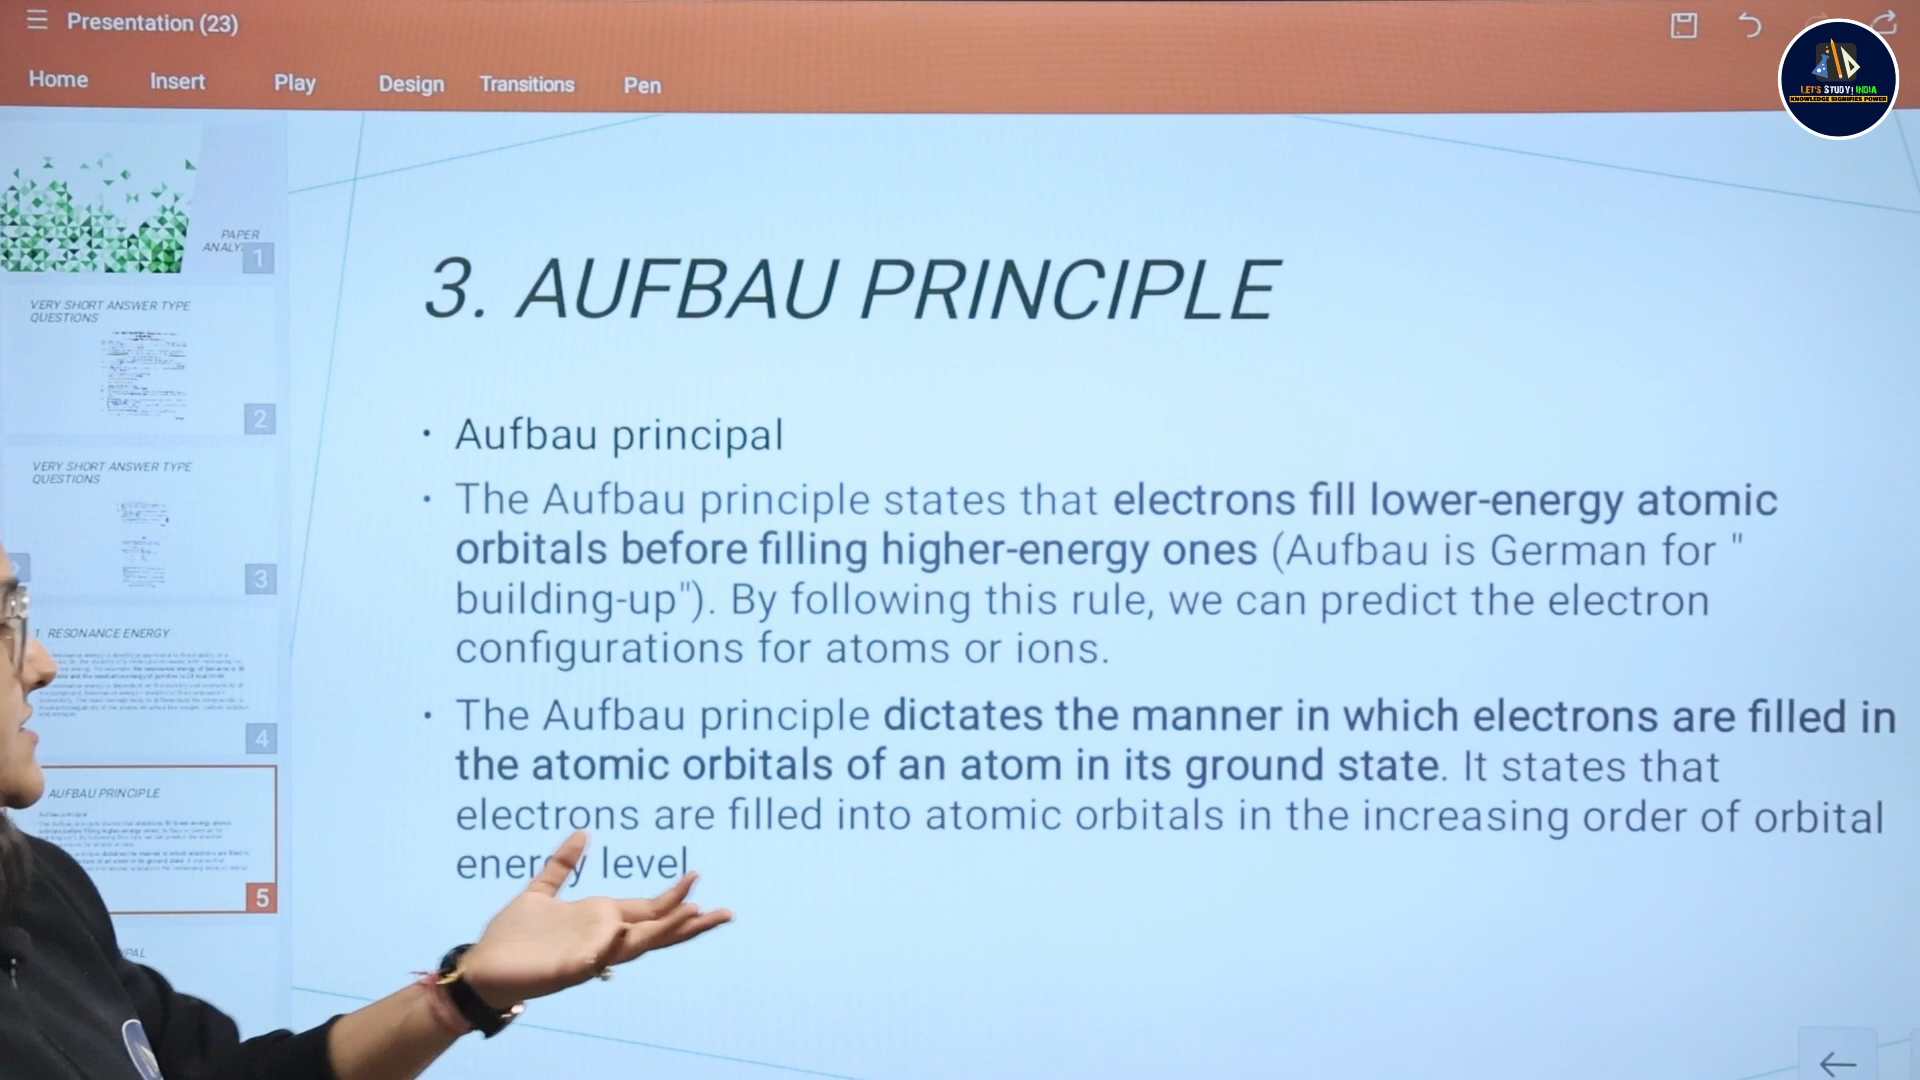 Presentation (23)
Home Insert Play Design Transitions Pen
LET'S STUDY! INDIA
KNOWLEDGE SIGNIFIES POWER
PAPER
1
VERY SHORT ANSWER TYPE
QUESTIONS
2
VERY SHORT ANSWER TYPE
QUESTIONS
3
1. RESONANCE ENERGY
4
AUFBAU PRINCIPLE
5
3. AUFBAU PRINCIPLE
• Aufbau principal
• The Aufbau principle states that electrons fill lower-energy atomic
orbitals before filling higher-energy ones (Aufbau is German for "
building-up"). By following this rule, we can predict the electron
configurations for atoms or ions.
• The Aufbau principle dictates the manner in which electrons are filled in
the atomic orbitals of an atom in its ground state. It states that
electrons are filled into atomic orbitals in the increasing order of orbital
energy level